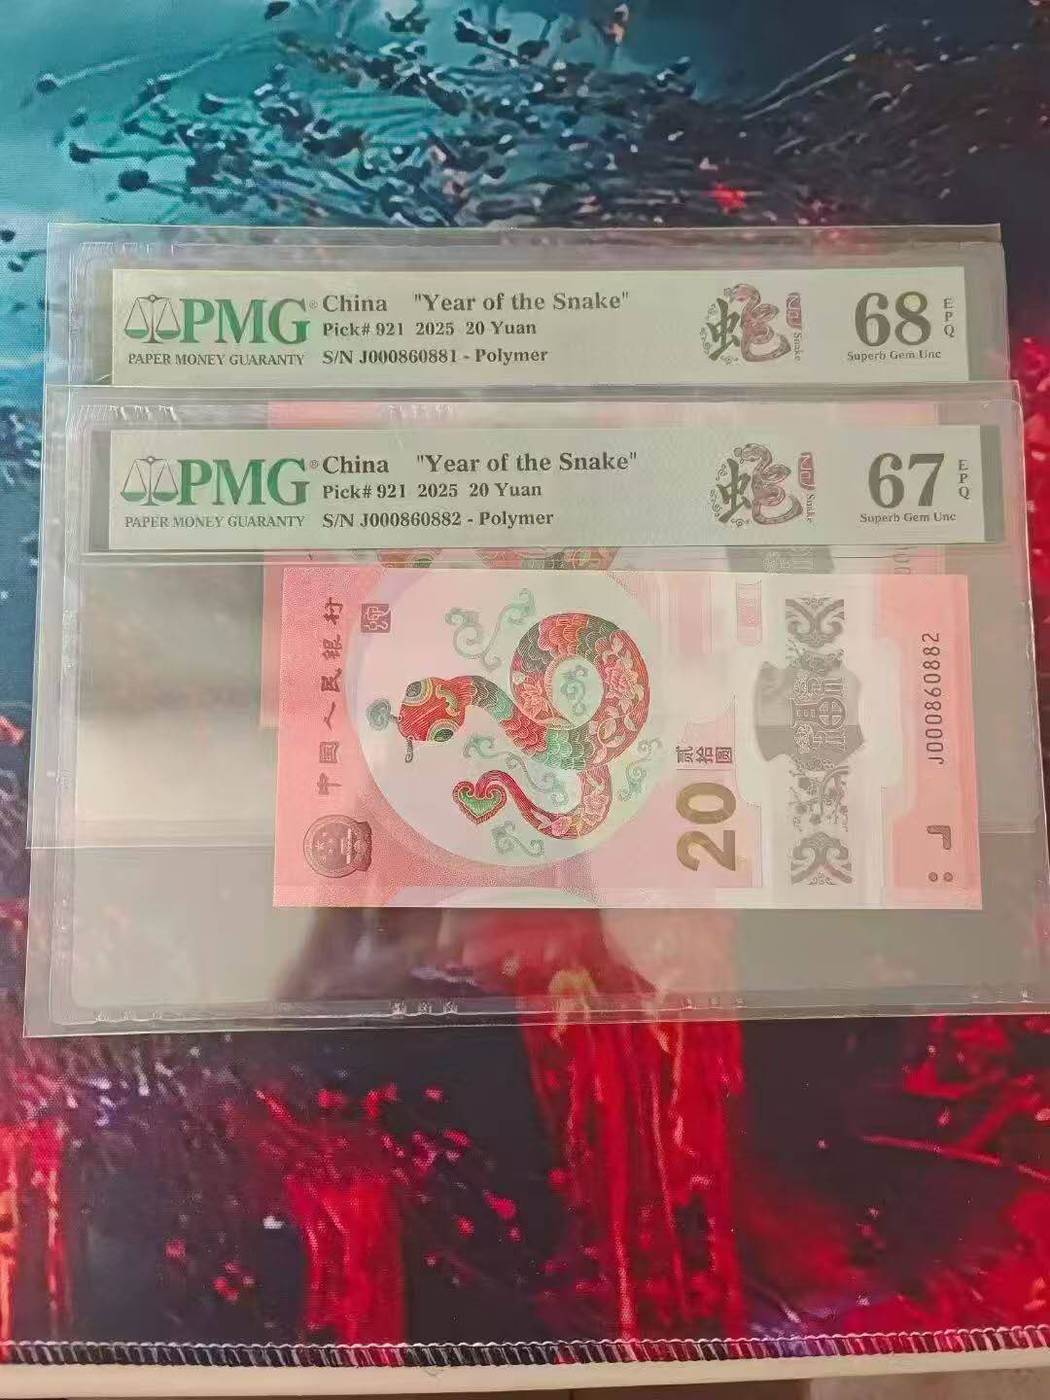 PMG® China "Year of the Snake"
Pick# 921 2025 20 Yuan
PAPER MONEY GUARANTY S/N J000860881 - Polymer
蛇
Snake
68 EPQ
Superb Gem Unc
PMG® China "Year of the Snake"
Pick# 921 2025 20 Yuan
PAPER MONEY GUARANTY S/N J000860882 - Polymer
蛇
Snake
67 EPQ
Superb Gem Unc
中国人民银行
贰拾圆
20
J000860882